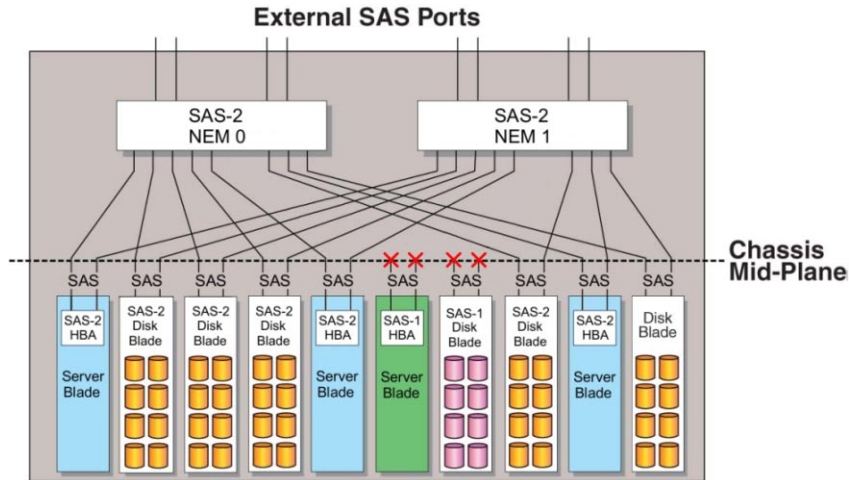 External SAS Ports
SAS-2
NEM 0
SAS-2
NEM 1
Chassis
Mid-Plane
SAS
SAS
SAS
SAS
SAS
SAS
SAS
SAS
SAS
SAS
SAS-2
HBA
Server
Blade
SAS-2
Disk
Blade
SAS-2
Disk
Blade
SAS-2
Disk
Blade
SAS-2
HBA
Server
Blade
SAS-1
HBA
Server
Blade
SAS-1
Disk
Blade
SAS-2
Disk
Blade
SAS-2
HBA
Server
Blade
Disk
Blade